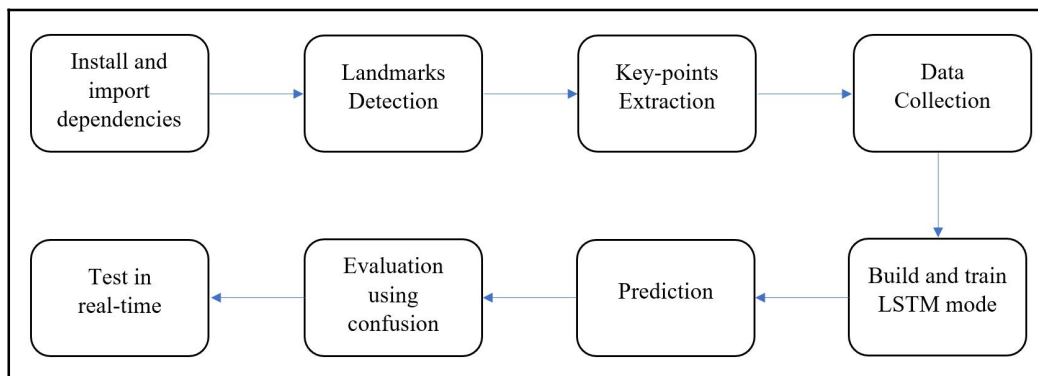 Install and
import
dependencies
Landmarks
Detection
Key-points
Extraction
Data
Collection
Build and train
LSTM mode
Prediction
Evaluation
using
confusion
Test in
real-time